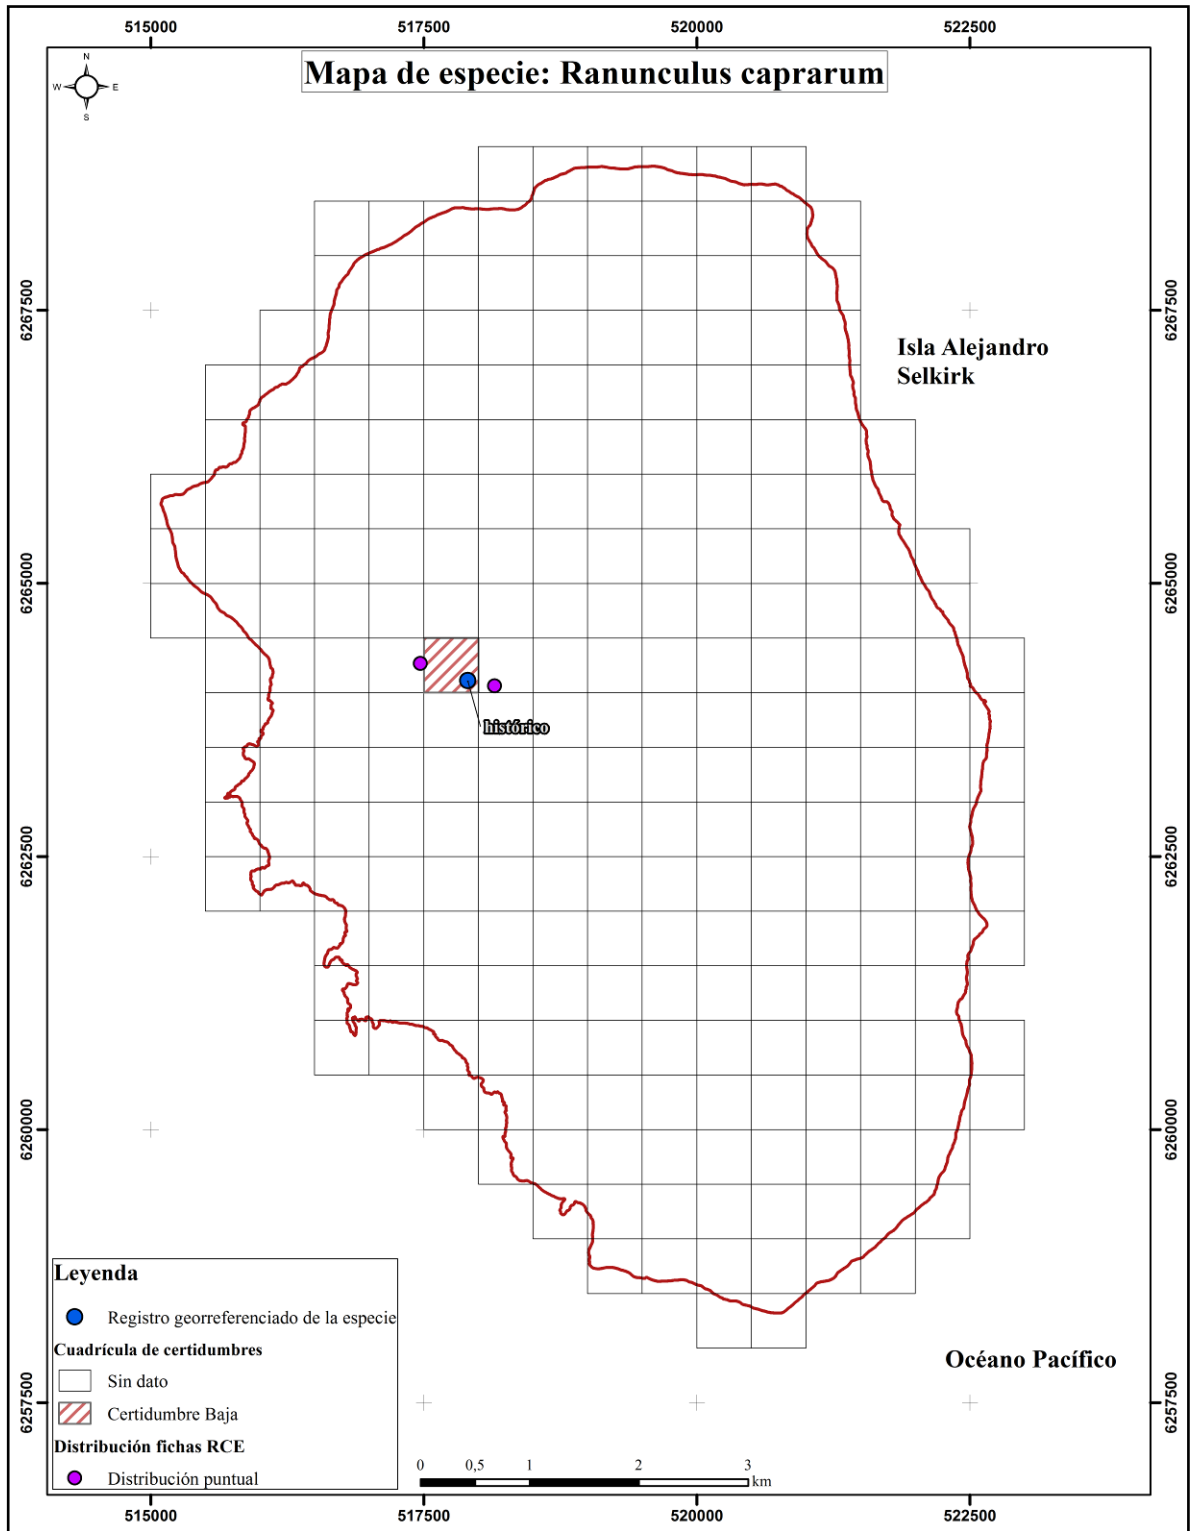 515000 517500 520000 522500
Mapa de especie: Ranunculus caprarum
N
W E
S
6267500 6267500
Isla Alejandro
Selkirk
6265000 6265000
histórico
6262500 6262500
6260000 6260000
Leyenda
Registro georreferenciado de la especie
Cuadrícula de certidumbres
Sin dato
Certidumbre Baja
Distribución fichas RCE
Distribución puntual
Océano Pacífico
6257500 6257500
0 0,5 1 2 3
km
515000 517500 520000 522500